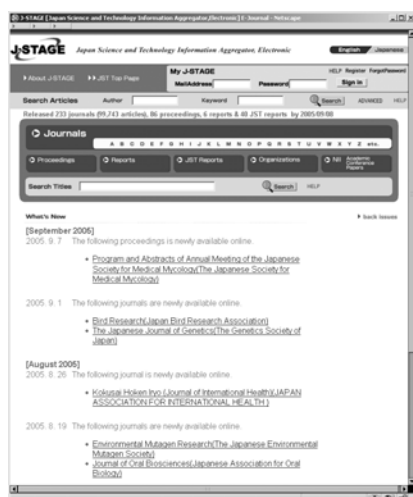 J-STAGE [Japan Science and Technology Information Aggregator,Electronic] E-Journal - Netscape
J-STAGE Japan Science and Technology Information Aggregator, Electronic English Japanese
About J-STAGE JST Top Page
My J-STAGE HELP Register ForgetPassword
MailAddress Password Sign in
Search Articles Author Keyword Search ADVANCED HELP
Released 233 journals (99,743 articles), 86 proceedings, 6 reports & 40 JST reports by 2005/09/08
Journals
A B C D E F G H I J K L M N O P Q R S T U V W X Y Z etc.
Proceedings Reports JST Reports Organizations NII Academic Conference Papers
Search Titles Search HELP
What's New back issues
[September 2005]
2005. 9. 7 The following proceedings is newly available online.
Program and Abstracts of Annual Meeting of the Japanese
Society for Medical Mycology(The Japanese Society for
Medical Mycology)
2005. 9. 1 The following journals are newly available online.
Bird Research(Japan Bird Research Association)
The Japanese Journal of Genetics(The Genetics Society of
Japan)
[August 2005]
2005. 8. 26 The following journal is newly available online.
Kokusai Hoken Iryo (Journal of International Health)(JAPAN
ASSOCIATION FOR INTERNATIONAL HEALTH )
2005. 8. 19 The following journals are newly available online.
Environmental Mutagen Research(The Japanese Environmental
Mutagen Society)
Journal of Oral Biosciences(Japanese Association for Oral
Biology)